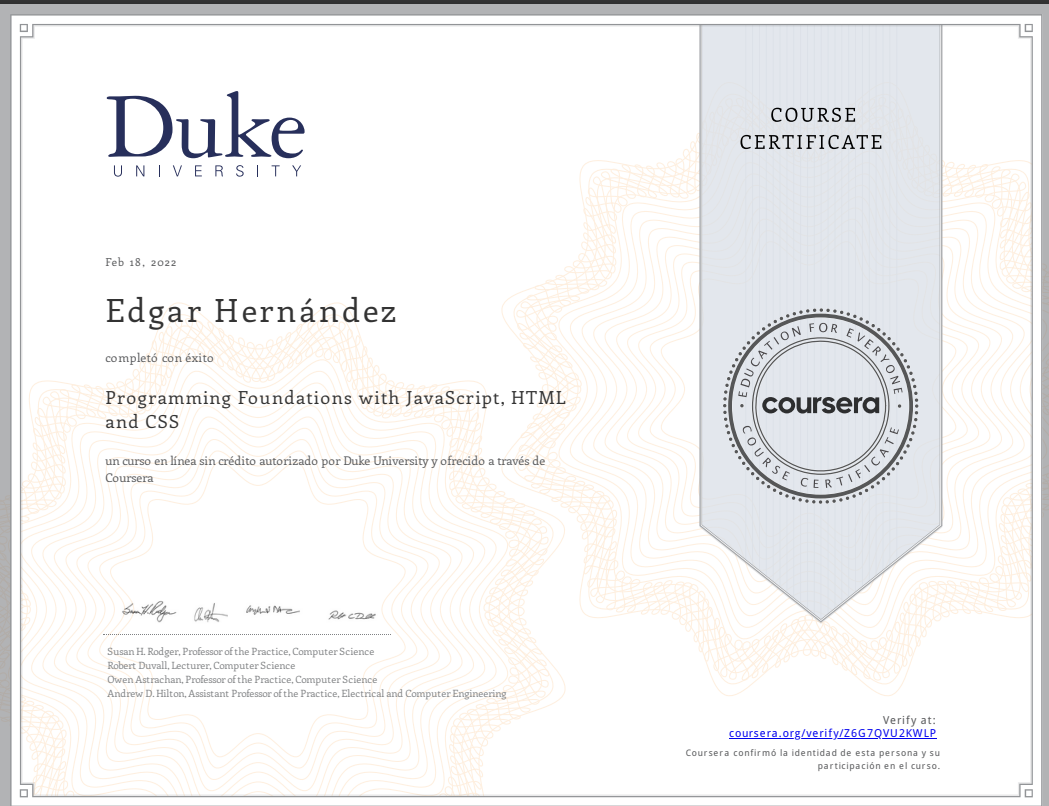 Duke
UNIVERSITY
COURSE
CERTIFICATE
Feb 18, 2022
Edgar Hernández
completó con éxito
Programming Foundations with JavaScript, HTML
and CSS
un curso en línea sin crédito autorizado por Duke University y ofrecido a través de
Coursera
EDUCATION FOR EVERYONE
coursera
COURSE CERTIFICATE
Susan H. Rodger, Professor of the Practice, Computer Science
Robert Duvall, Lecturer, Computer Science
Owen Astrachan, Professor of the Practice, Computer Science
Andrew D. Hilton, Assistant Professor of the Practice, Electrical and Computer Engineering
Verify at:
coursera.org/verify/Z6G7QVU2KWLP
Coursera confirmó la identidad de esta persona y su
participación en el curso.